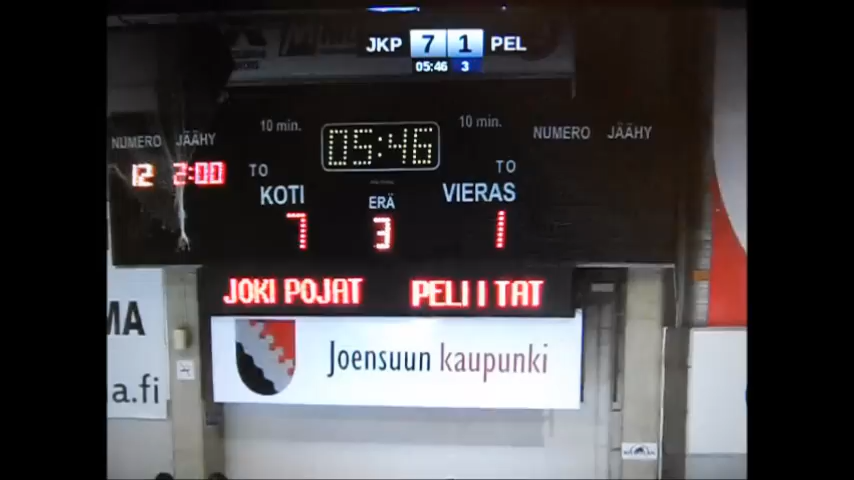 JKP 7 1 PEL
05:46 3
10 min. 05:46 10 min.
NUMERO JÄÄHY NUMERO JÄÄHY
12 2:00 TO TO
KOTI ERÄ VIERAS
7 3 1
JOKI POJAT PELIITAT
MA
Joensuun kaupunki
a.fi